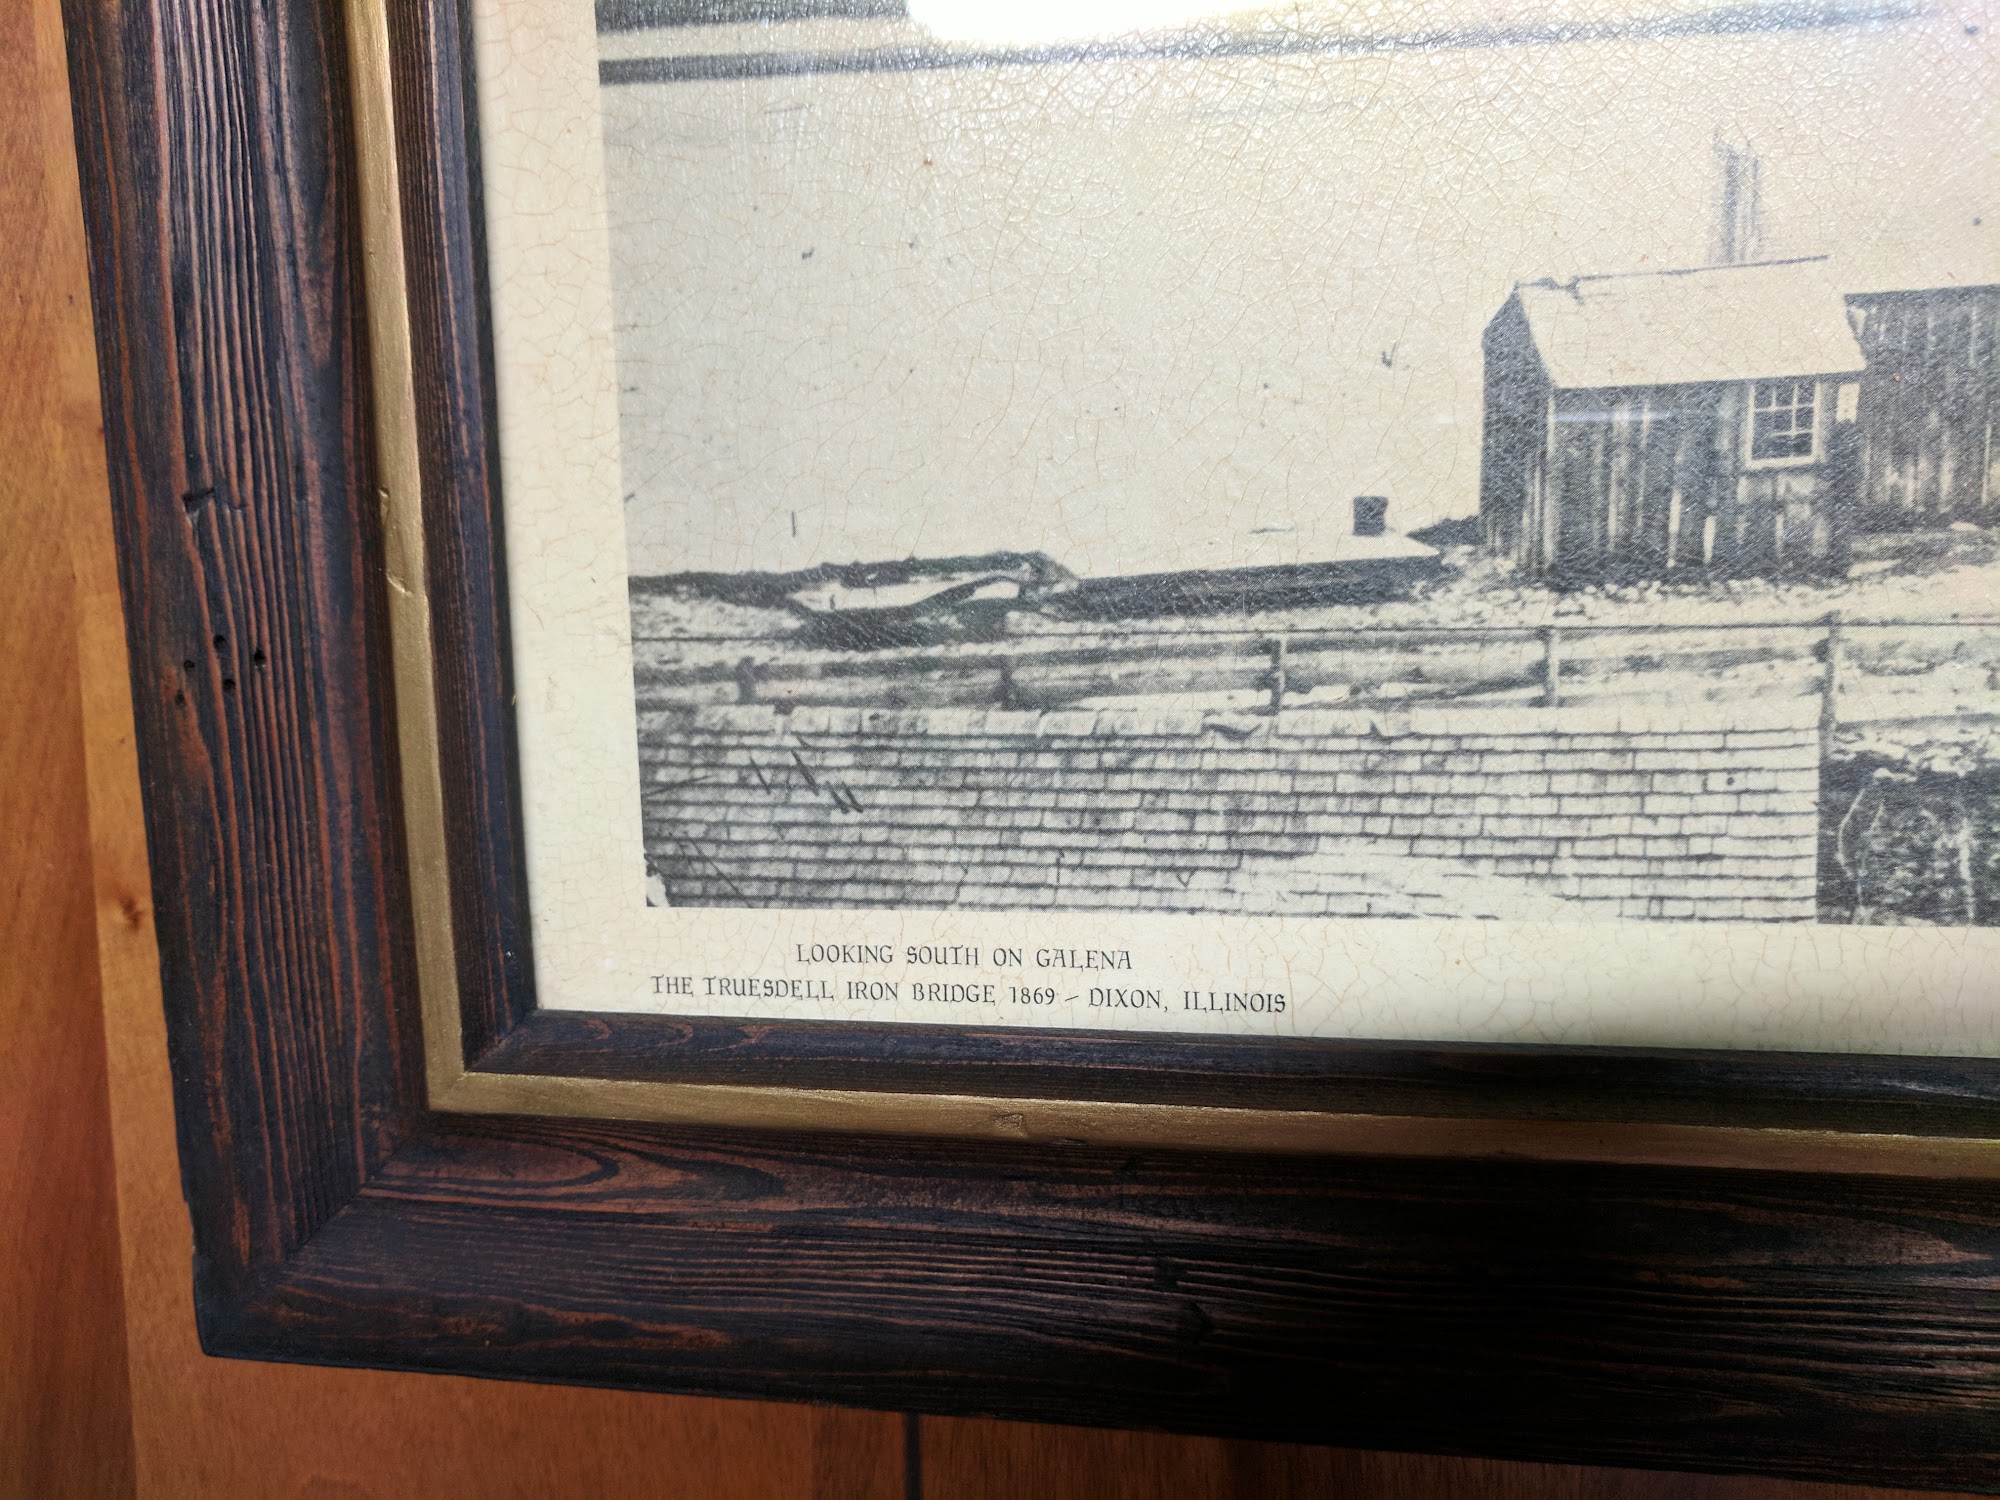 LOOKING SOUTH ON GALENA
THE TRUESDELL IRON BRIDGE 1869 – DIXON, ILLINOIS